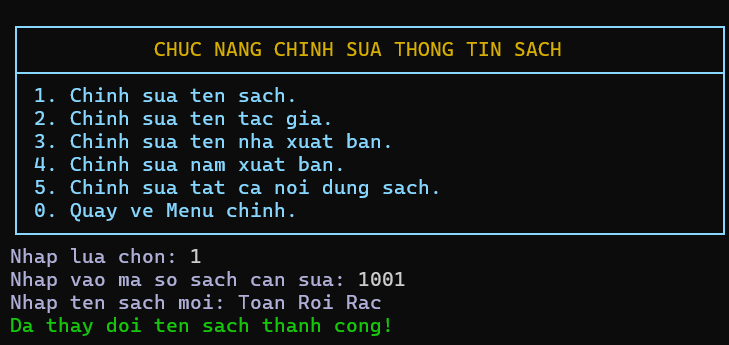 CHUC NANG CHINH SUA THONG TIN SACH
1. Chinh sua ten sach.
2. Chinh sua ten tac gia.
3. Chinh sua ten nha xuat ban.
4. Chinh sua nam xuat ban.
5. Chinh sua tat ca noi dung sach.
0. Quay ve Menu chinh.
Nhap lua chon: 1
Nhap vao ma so sach can sua: 1001
Nhap ten sach moi: Toan Roi Rac
Da thay doi ten sach thanh cong!